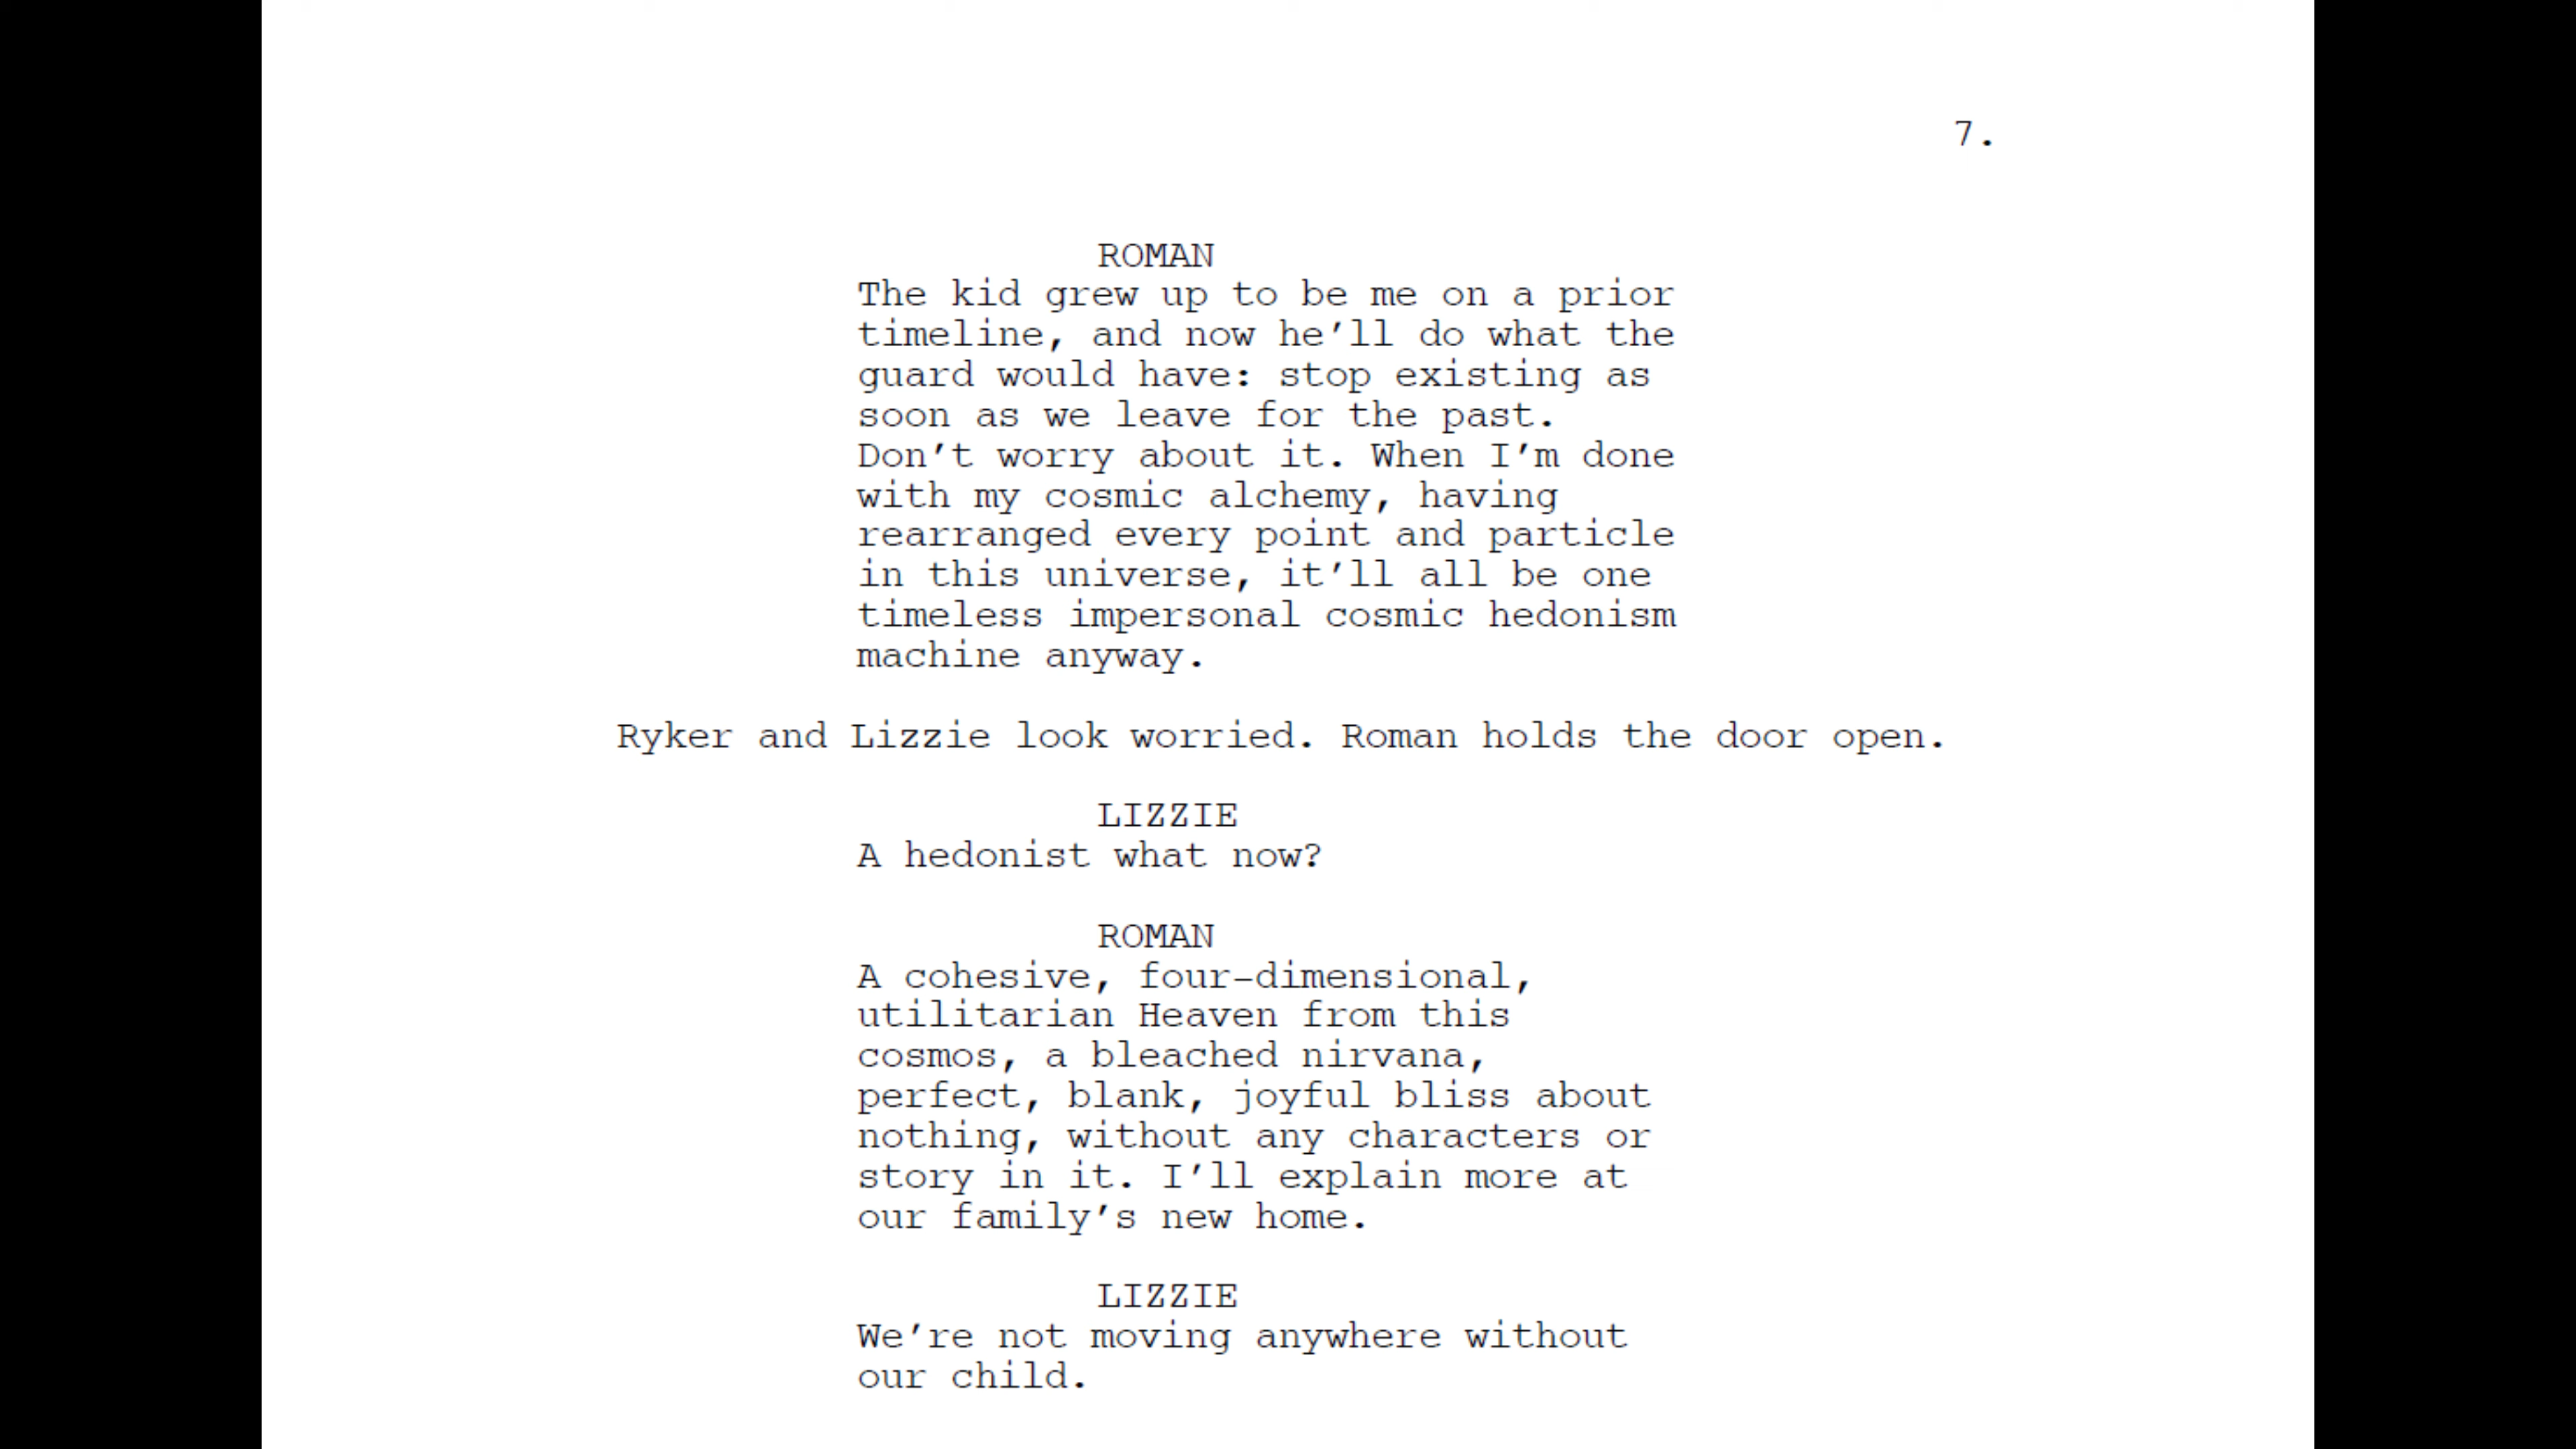 7.
ROMAN
The kid grew up to be me on a prior
timeline, and now he’ll do what the
guard would have: stop existing as
soon as we leave for the past.
Don’t worry about it. When I’m done
with my cosmic alchemy, having
rearranged every point and particle
in this universe, it’ll all be one
timeless impersonal cosmic hedonism
machine anyway.
Ryker and Lizzie look worried. Roman holds the door open.
LIZZIE
A hedonist what now?
ROMAN
A cohesive, four-dimensional,
utilitarian Heaven from this
cosmos, a bleached nirvana,
perfect, blank, joyful bliss about
nothing, without any characters or
story in it. I’ll explain more at
our family’s new home.
LIZZIE
We’re not moving anywhere without
our child.